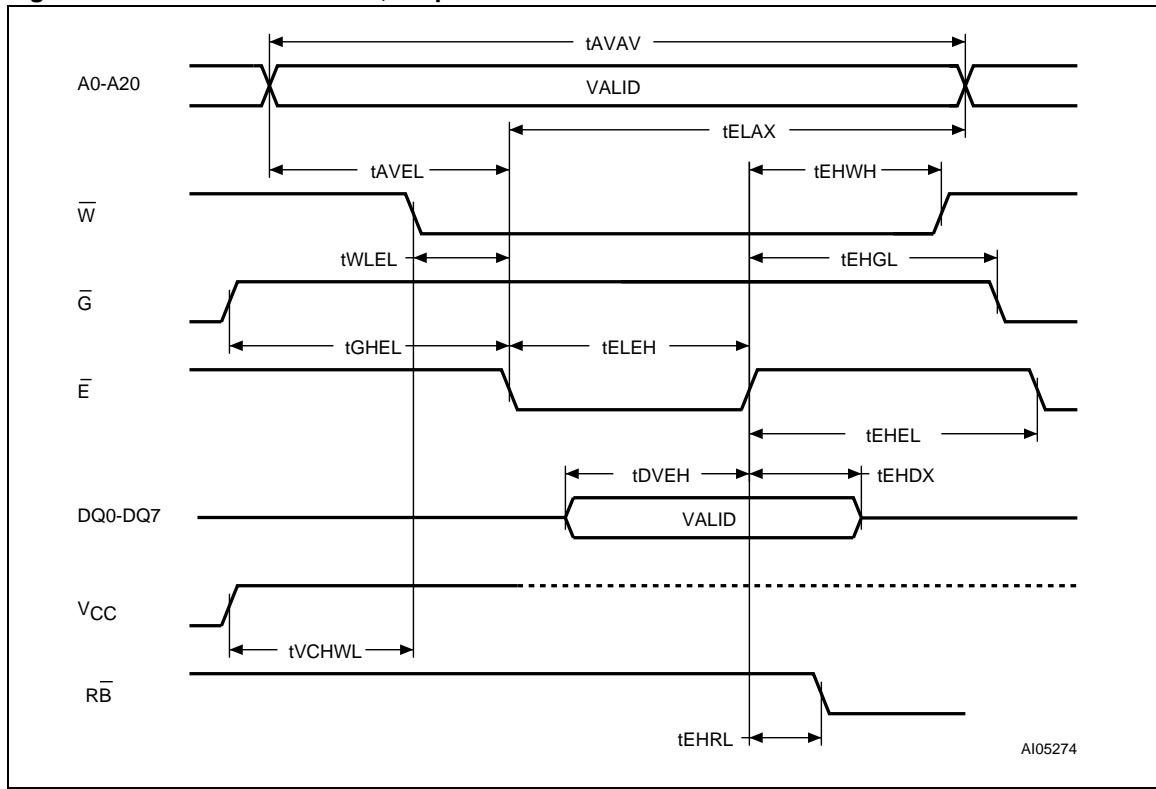 tAVAV
A0-A20
VALID
tELAX
tAVEL
tEHWH
W̅
tWLEL
tEHGL
G̅
tGHEL
tELEH
E̅
tEHEL
tDVEH
tEHDX
DQ0-DQ7
VALID
VCC
tVCHWL
RB̅
tEHRL
AI05274